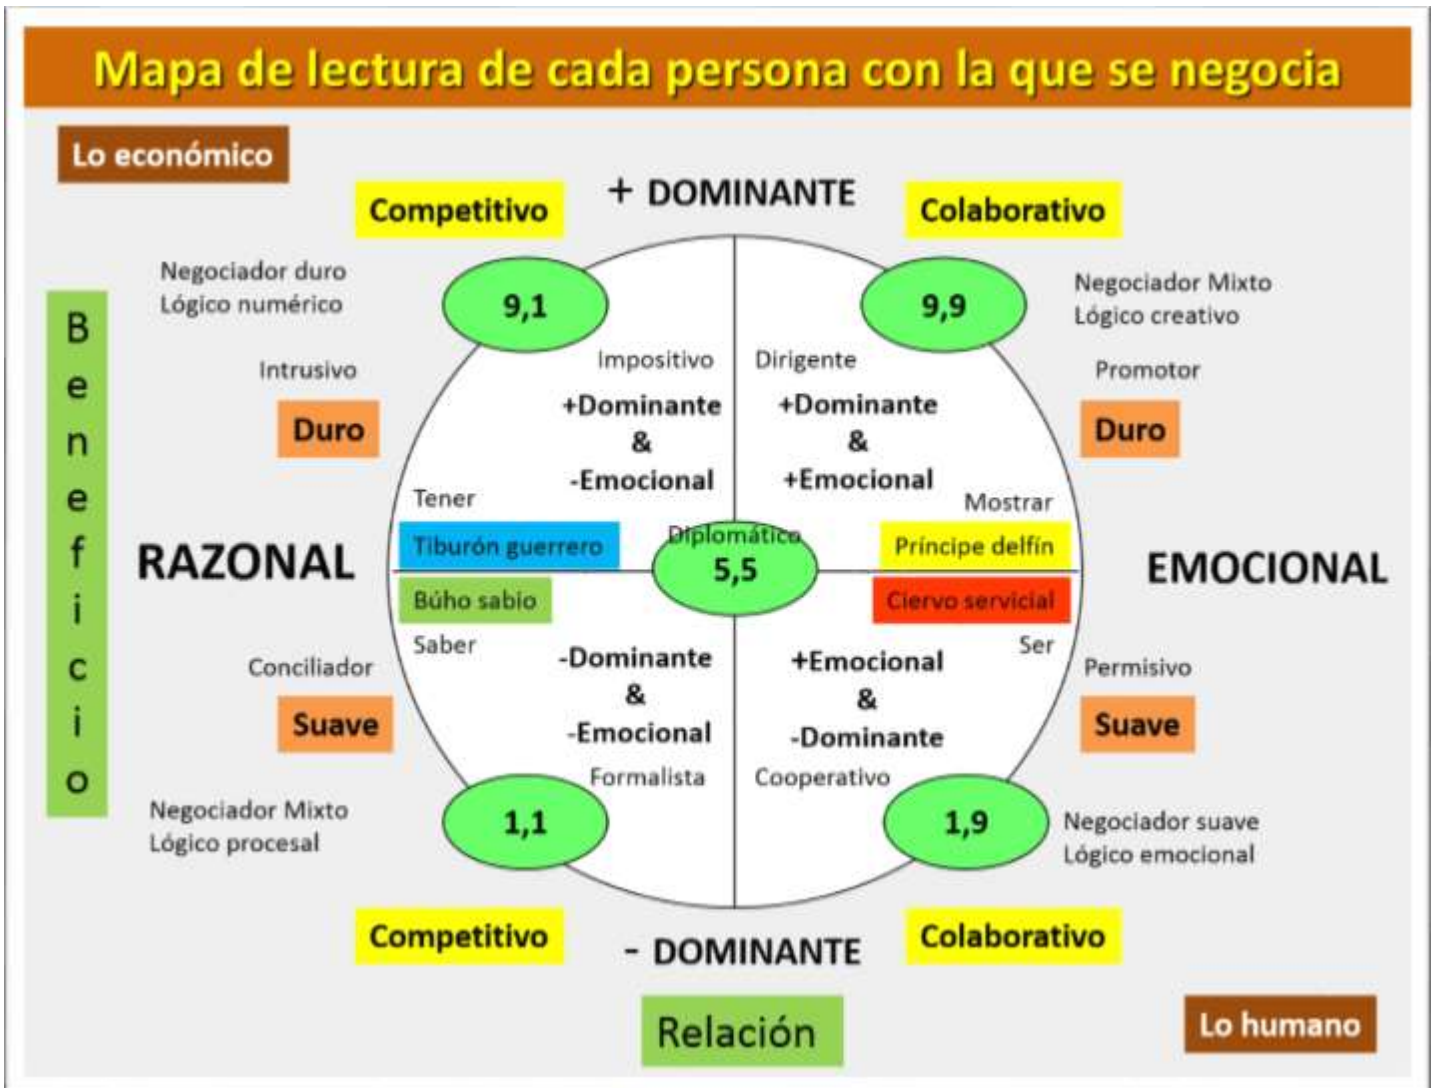 Mapa de lectura de cada persona con la que se negocia
Lo económico
+ DOMINANTE
Competitivo
Colaborativo
Negociador duro
Lógico numérico
9,1
9,9
Negociador Mixto
Lógico creativo
Beneficio
Intrusivo
Impositivo
Dirigente
Promotor
Duro
+Dominante
&
-Emocional
+Dominante
&
+Emocional
Duro
Tener
Mostrar
Tiburón guerrero
Diplomático
5,5
Príncipe delfín
RAZONAL
EMOCIONAL
Búho sabio
Ciervo servicial
Saber
Ser
Conciliador
-Dominante
&
-Emocional
+Emocional
&
-Dominante
Permisivo
Suave
Suave
Formalista
Cooperativo
Negociador Mixto
Lógico procesal
1,1
1,9
Negociador suave
Lógico emocional
Competitivo
- DOMINANTE
Colaborativo
Relación
Lo humano